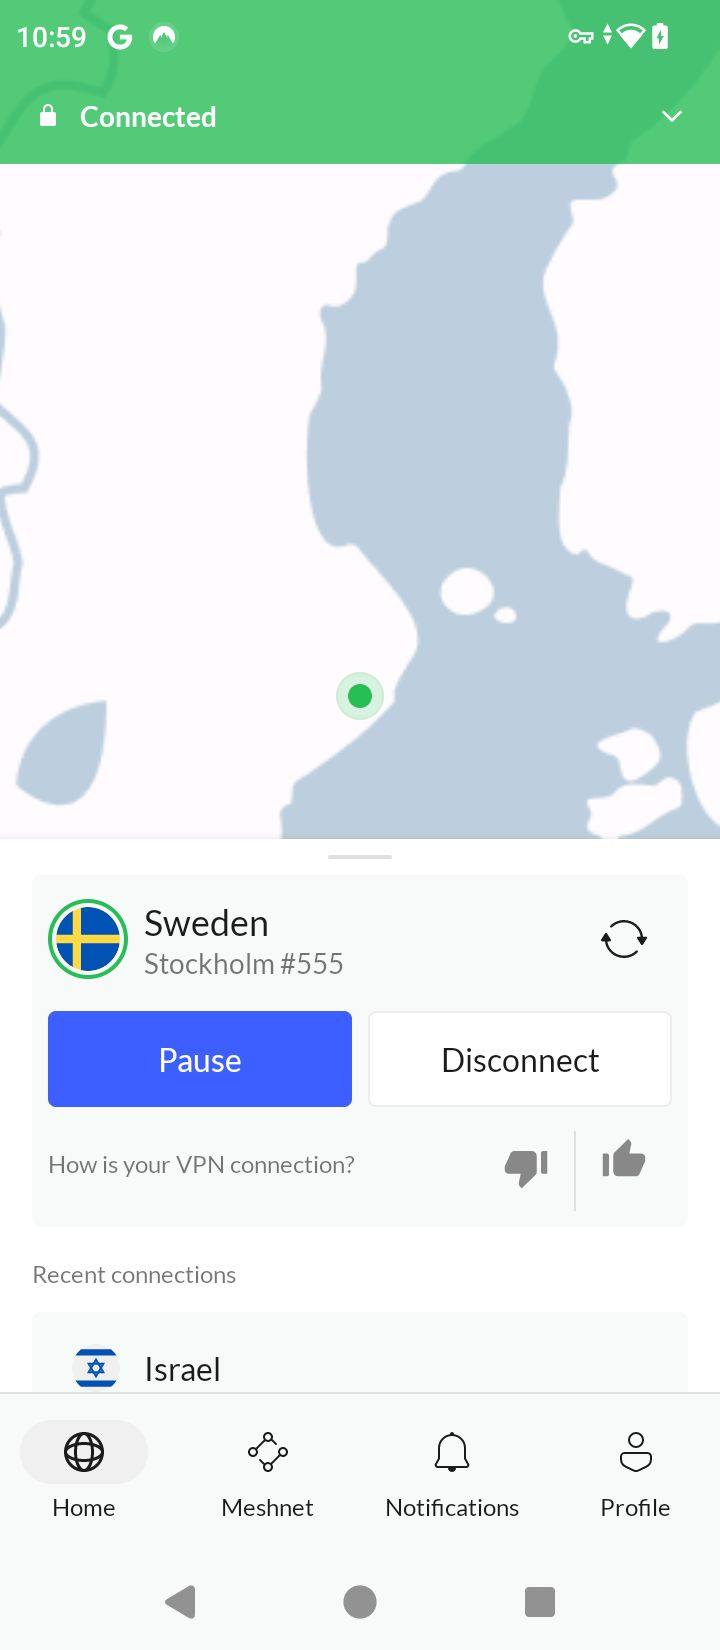 10:59
Connected
Sweden
Stockholm #555
Pause
Disconnect
How is your VPN connection?
Recent connections
Israel
Home
Meshnet
Notifications
Profile